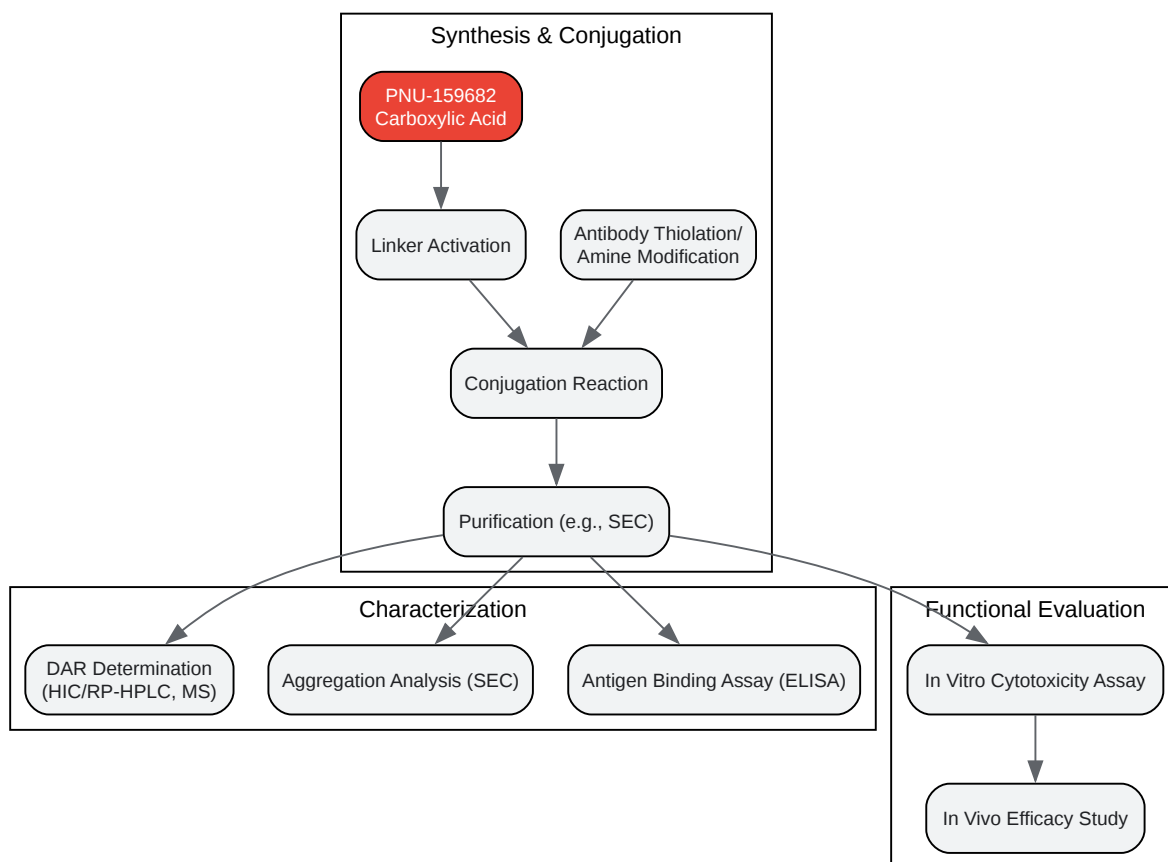 Synthesis & Conjugation
PNU-159682
Carboxylic Acid
Linker Activation
Antibody Thiolation/
Amine Modification
Conjugation Reaction
Purification (e.g., SEC)
Characterization
DAR Determination
(HIC/RP-HPLC, MS)
Aggregation Analysis (SEC)
Antigen Binding Assay (ELISA)
Functional Evaluation
In Vitro Cytotoxicity Assay
In Vivo Efficacy Study